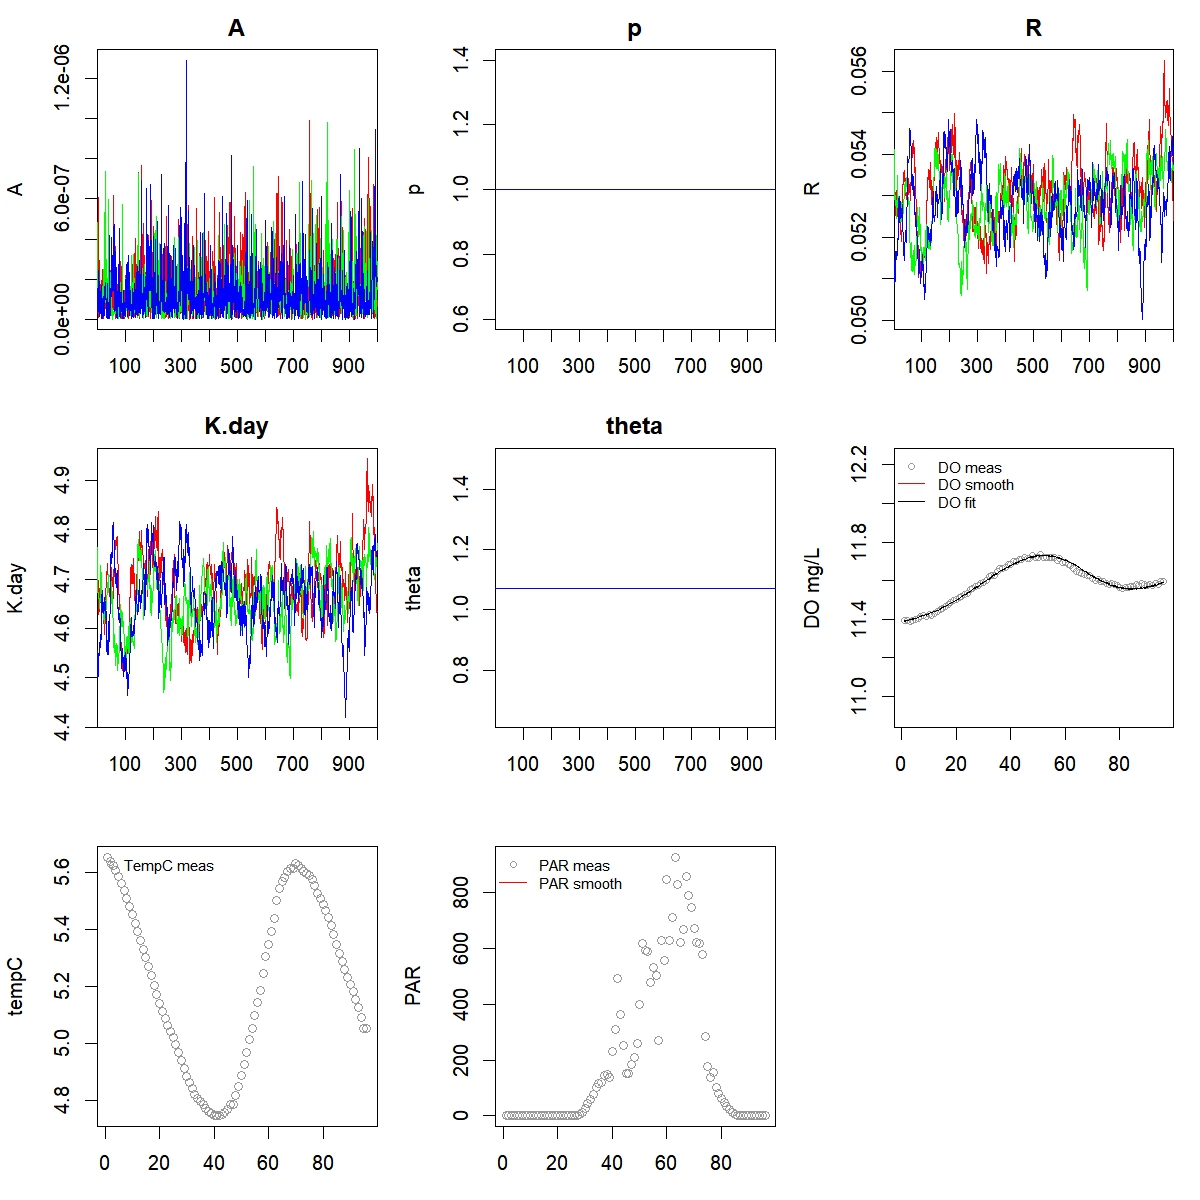 A
p
R
A
0.0e+00 6.0e-07 1.2e-06
100 300 500 700 900
p
0.6 0.8 1.0 1.2 1.4
100 300 500 700 900
R
0.050 0.052 0.054 0.056
100 300 500 700 900
K.day
theta
K.day
4.4 4.5 4.6 4.7 4.8 4.9
100 300 500 700 900
theta
0.8 1.0 1.2 1.4
100 300 500 700 900
DO mg/L
11.0 11.4 11.8 12.2
DO meas
DO smooth
DO fit
0 20 40 60 80
tempC
4.8 5.0 5.2 5.4 5.6
TempC meas
0 20 40 60 80
PAR
0 200 400 600 800
PAR meas
PAR smooth
0 20 40 60 80